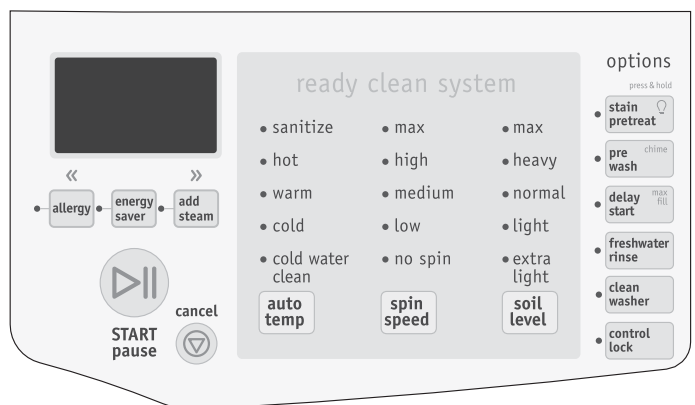 options
press & hold
ready clean system
stain
pretreat
pre
wash
chime
delay
start
max
fill
freshwater
rinse
clean
washer
control
lock
allergy
energy
saver
add
steam
START
pause
cancel
sanitize
hot
warm
cold
cold water
clean
auto
temp
max
high
medium
low
no spin
spin
speed
max
heavy
normal
light
extra
light
soil
level